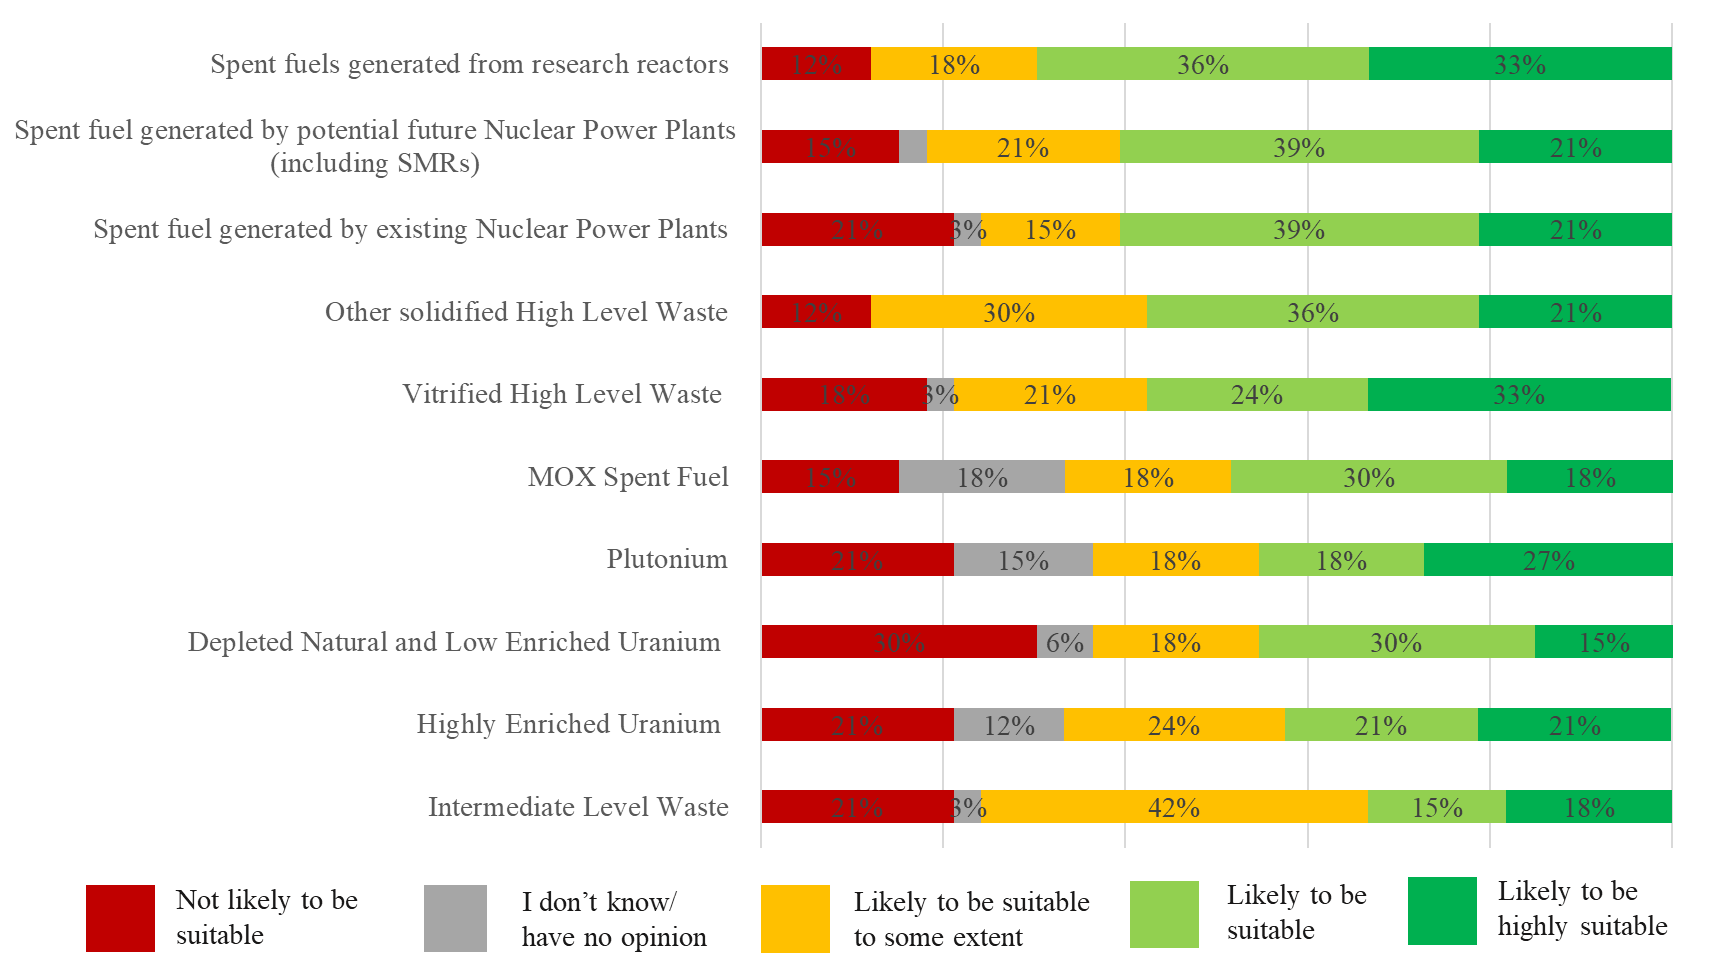 Spent fuels generated from research reactors
12% 18% 36% 33%
Spent fuel generated by potential future Nuclear Power Plants
(including SMRs)
15% 21% 39% 21%
Spent fuel generated by existing Nuclear Power Plants
21% 3% 15% 39% 21%
Other solidified High Level Waste
12% 30% 36% 21%
Vitrified High Level Waste
18% 3% 21% 24% 33%
MOX Spent Fuel
15% 18% 18% 30% 18%
Plutonium
21% 15% 18% 18% 27%
Depleted Natural and Low Enriched Uranium
30% 6% 18% 30% 15%
Highly Enriched Uranium
21% 12% 24% 21% 21%
Intermediate Level Waste
21% 3% 42% 15% 18%
Not likely to be
suitable
I don’t know/
have no opinion
Likely to be suitable
to some extent
Likely to be
suitable
Likely to be
highly suitable